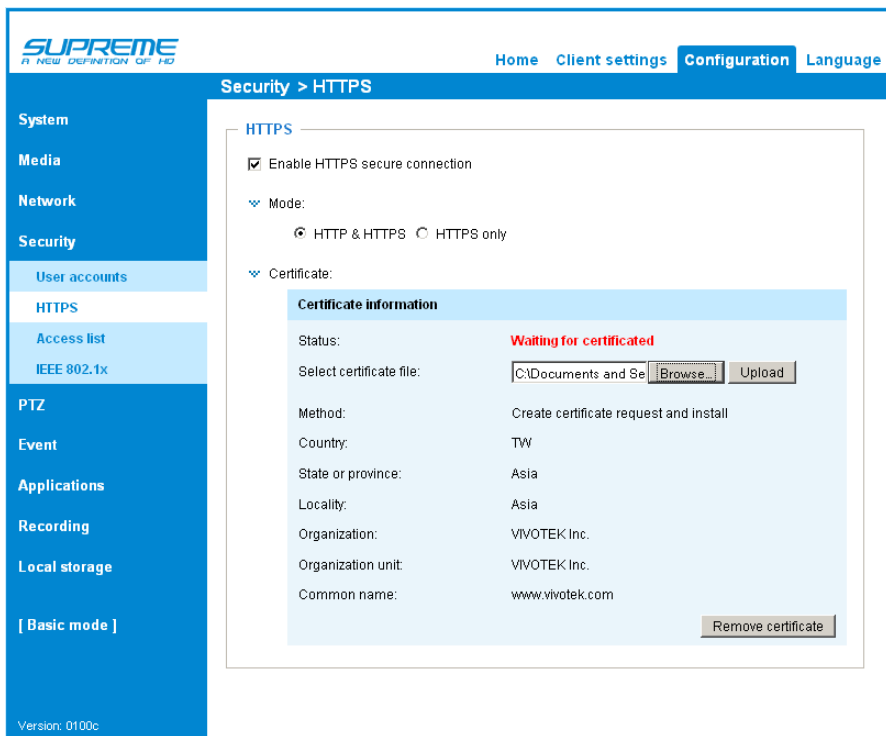 SUPREME
A NEW DEFINITION OF HD
Home Client settings Configuration Language
Security > HTTPS
System
Media
Network
Security
User accounts
HTTPS
Access list
IEEE 802.1x
PTZ
Event
Applications
Recording
Local storage
[ Basic mode ]
Version: 0100c
HTTPS
Enable HTTPS secure connection
Mode:
HTTP & HTTPS HTTPS only
Certificate:
Certificate information
Status: Waiting for certificated
Select certificate file: C:\Documents and Se Browse... Upload
Method: Create certificate request and install
Country: TW
State or province: Asia
Locality: Asia
Organization: VIVOTEK Inc.
Organization unit: VIVOTEK Inc.
Common name: www.vivotek.com
Remove certificate